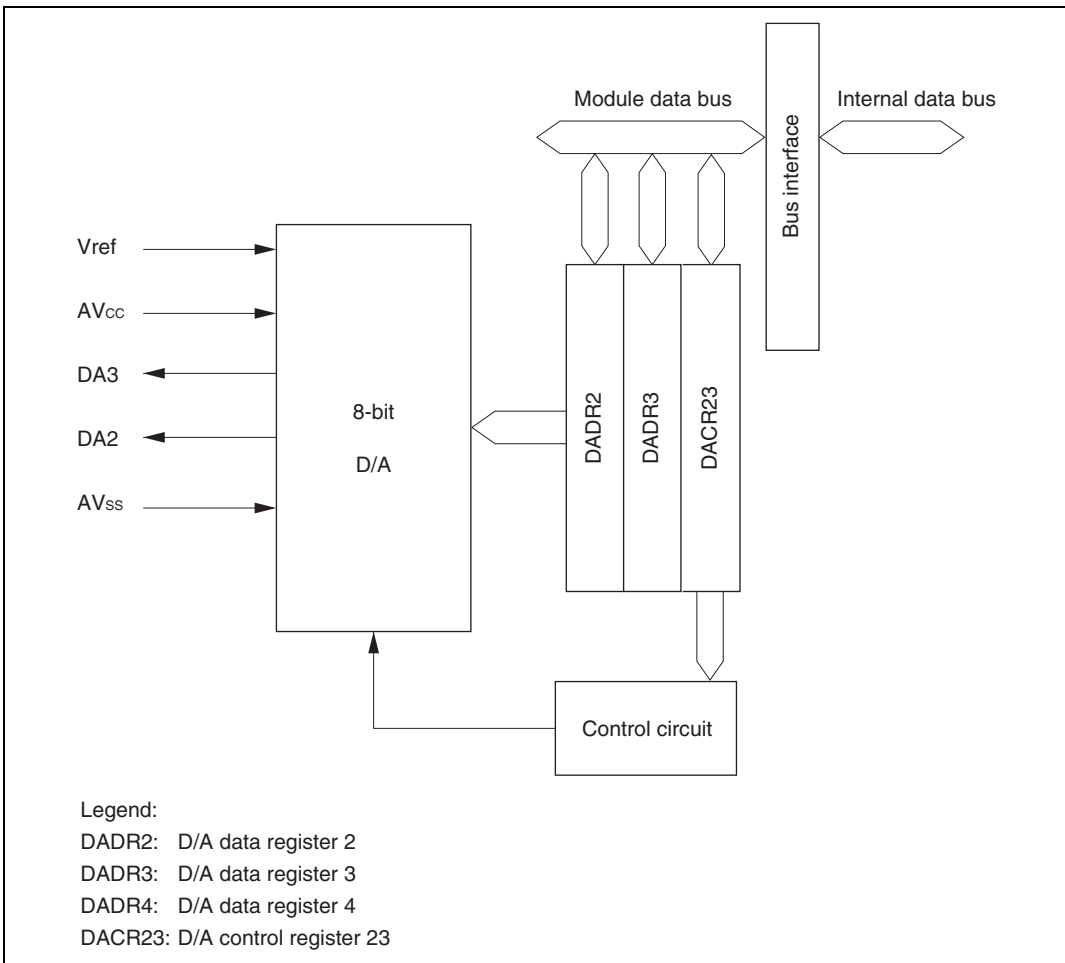 Module data bus
Internal data bus
Bus interface
Vref
AVcc
DA3
DA2
AVss
8-bit
D/A
DADR2
DADR3
DACR23
Control circuit
Legend:
DADR2: D/A data register 2
DADR3: D/A data register 3
DADR4: D/A data register 4
DACR23: D/A control register 23